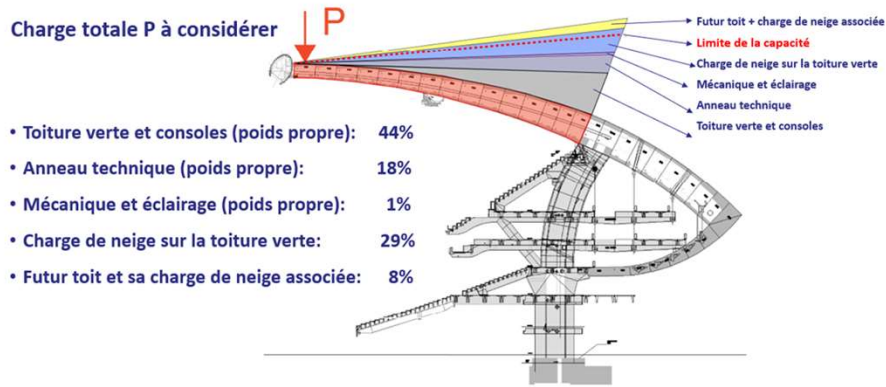 Charge totale P à considérer
P
Futur toit + charge de neige associée
Limite de la capacité
Charge de neige sur la toiture verte
Mécanique et éclairage
Anneau technique
Toiture verte et consoles
• Toiture verte et consoles (poids propre): 44%
• Anneau technique (poids propre): 18%
• Mécanique et éclairage (poids propre): 1%
• Charge de neige sur la toiture verte: 29%
• Futur toit et sa charge de neige associée: 8%